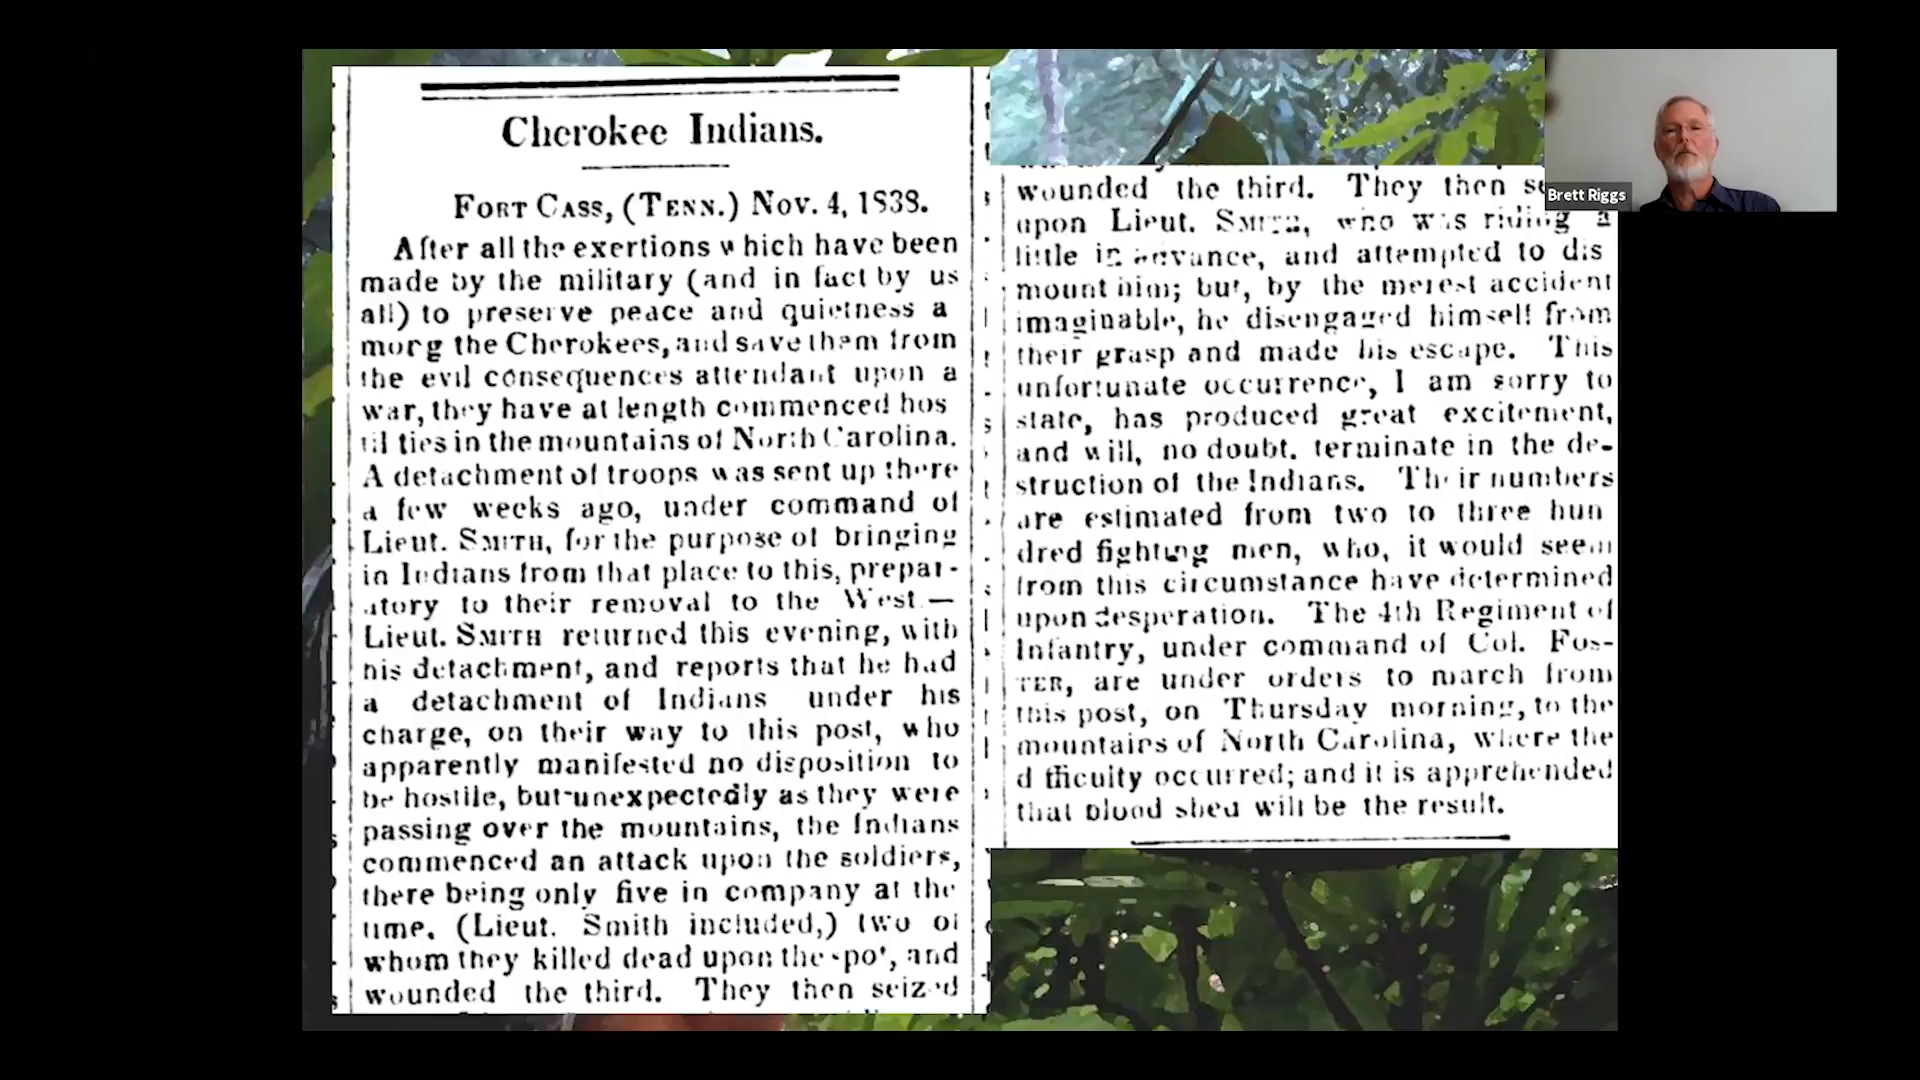 Cherokee Indians.
FORT CASS, (TENN.) Nov. 4, 1838.
After all the exertions which have been
made by the military (and in fact by us
all) to preserve peace and quietness a
morg the Cherokees, and save them from
the evil consequences attendant upon a
war, they have at length commenced hos
til ties in the mountains of North Carolina.
A detachment of troops was sent up there
a few weeks ago, under command of
Lieut. SMITH, for the purpose of bringing
in Indians from that place to this, prepar-
atory to their removal to the West.—
Lieut. SMITH returned this evening, with
his detachment, and reports that he had
a detachment of Indians under his
charge, on their way to this post, who
apparently manifested no disposition to
be hostile, but unexpectedly as they were
passing over the mountains, the Indians
commenced an attack upon the soldiers,
there being only five in company at the
time. (Lieut. Smith included,) two of
whom they killed dead upon the spot, and
wounded the third. They then seized
wounded the third. They then
upon Lieut. SMITH, who was riding a
little in advance, and attempted to dis
mount him; but, by the merest accident
imaginable, he disengaged himself from
their grasp and made his escape. This
unfortunate occurrence, I am sorry to
state, has produced great excitement,
and will, no doubt. terminate in the de-
struction of the Indians. Their numbers
are estimated from two to three hun
dred fighting men, who, it would seem
from this circumstance have determined
upon desperation. The 4th Regiment of
Infantry, under command of Col. FOS-
TER, are under orders to march from
this post, on Thursday morning, to the
mountains of North Carolina, where the
d fficulty occurred; and it is apprehended
that blood shed will be the result.
Brett Riggs